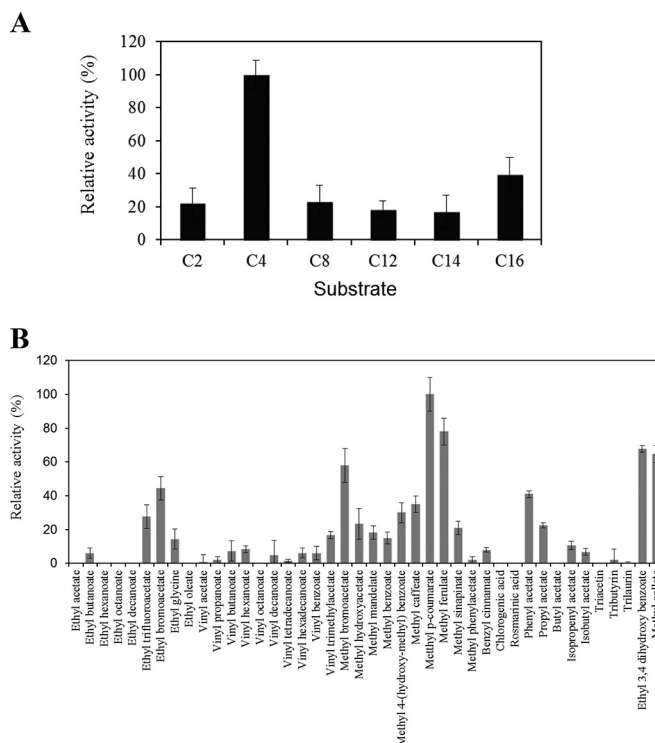 A
Relative activity (%)
120
100
80
60
40
20
0
C2 C4 C8 C12 C14 C16
Substrate
B
Relative activity (%)
120
100
80
60
40
20
0
Ethyl acetate
Ethyl butanoate
Ethyl hexanoate
Ethyl octanoate
Ethyl decanoate
Ethyl trifluoroacetate
Ethyl bromoacetate
Ethyl glycine
Ethyl oleate
Vinyl acetate
Vinyl propanoate
Vinyl butanoate
Vinyl hexanoate
Vinyl octanoate
Vinyl decanoate
Vinyl tetradecanoate
Vinyl hexadecanoate
Vinyl benzoate
Vinyl trimethylacetate
Methyl bromoacetate
Methyl hydroxyacetate
Methyl mandelate
Methyl benzoate
Methyl 4-(hydroxy-methyl) benzoate
Methyl caffeate
Metthyl p-coumarate
Methyl ferulate
Methyl sinapinate
Methyl phenylacetate
Benzyl cinnamate
Chlorogenic acid
Rosmarinic acid
Phenyl acetate
Propyl acetate
Butyl acetate
Isopropenyl acetate
Isobutyl acetate
Triacetin
Tributyrin
Trilaurin
Ethyl 3,4 dihydroxy benzoate